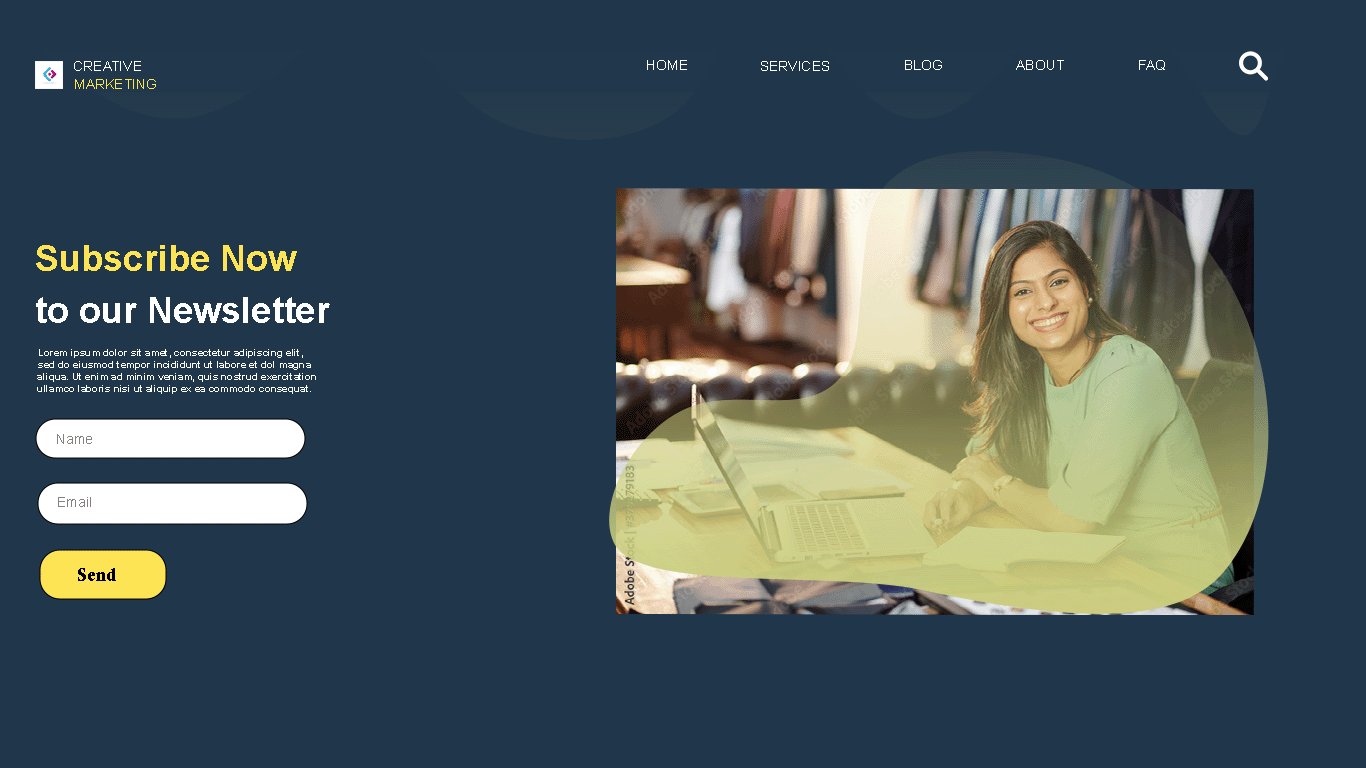 CREATIVE
MARKETING
HOME SERVICES BLOG ABOUT FAQ
Subscribe Now
to our Newsletter
Lorem ipsum dolor sit amet, consectetur adipiscing elit,
sed do eiusmod tempor incididunt ut labore et dol magna
aliqua. Ut enim ad minim veniam, quis nostrud exercitation
ullamco laboris nisi ut aliquip ex ea commodo consequat.
Name
Email
Send
Adobe Stock